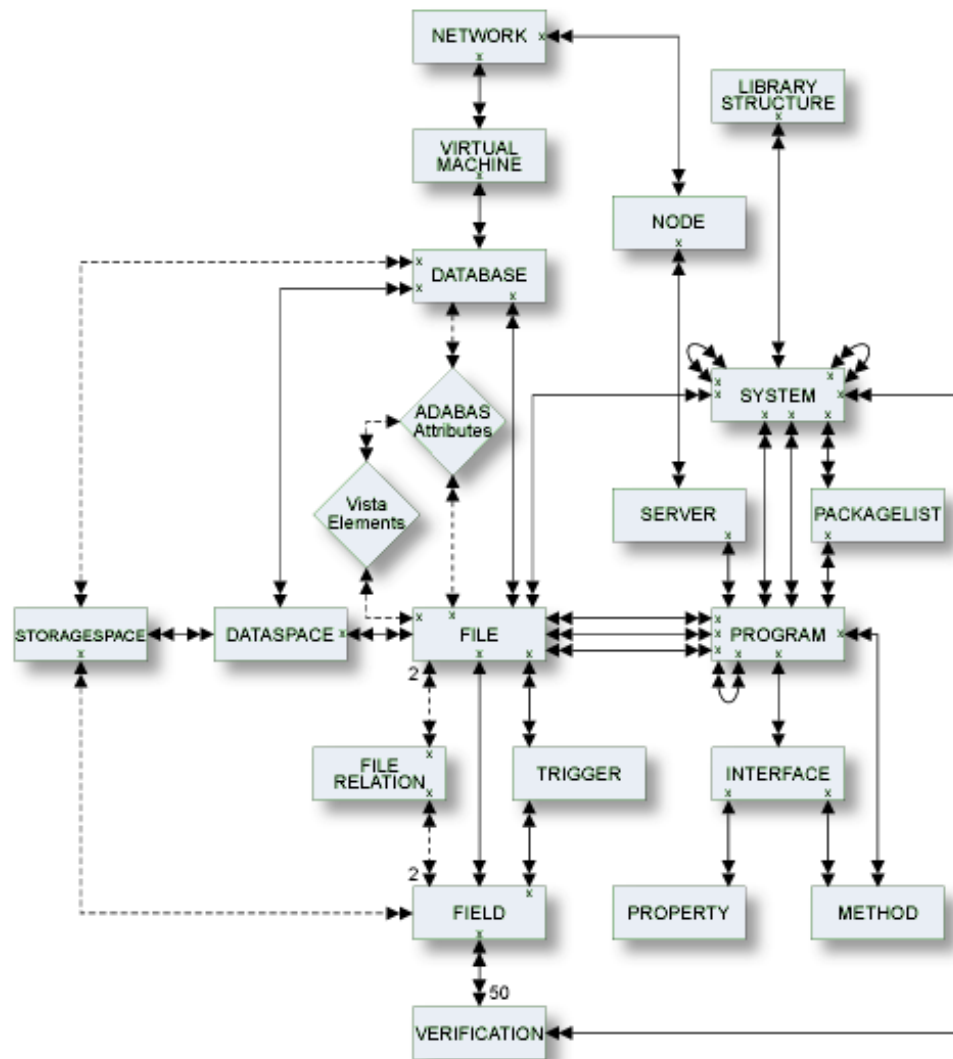 NETWORK
LIBRARY
STRUCTURE
VIRTUAL
MACHINE
NODE
DATABASE
SYSTEM
ADABAS
Attributes
Vista
Elements
SERVER
PACKAGELIST
STORAGESPACE
DATASPACE
FILE
PROGRAM
2
FILE
RELATION
TRIGGER
INTERFACE
2
FIELD
PROPERTY
METHOD
50
VERIFICATION